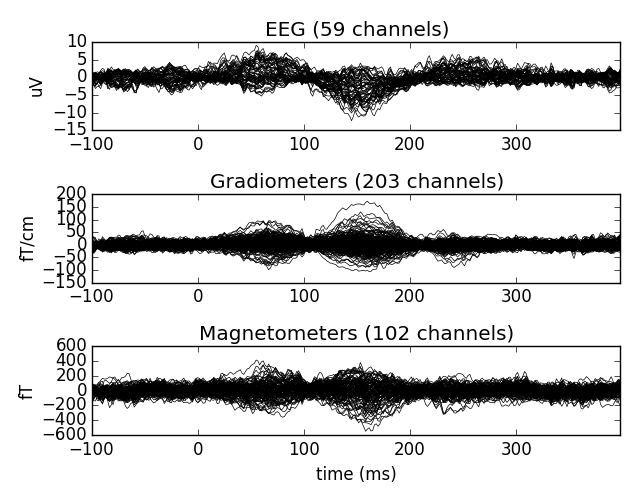 EEG (59 channels)
10
5
0
−5
−10
−15
uV
−100 0 100 200 300
Gradiometers (203 channels)
200
150
100
50
0
−50
−100
−150
fT/cm
−100 0 100 200 300
Magnetometers (102 channels)
600
400
200
0
−200
−400
−600
fT
−100 0 100 200 300
time (ms)